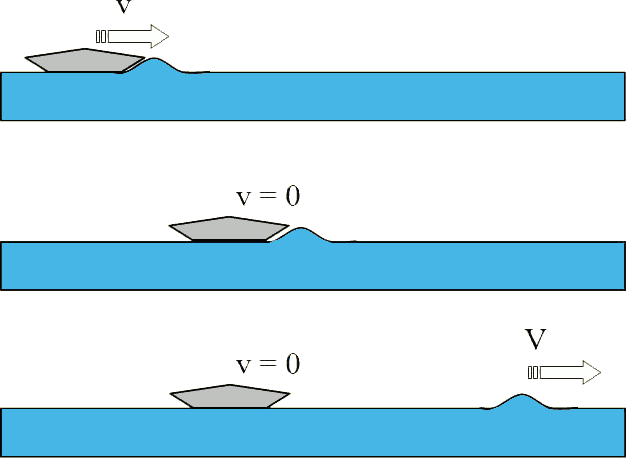 v
v = 0
V
v = 0